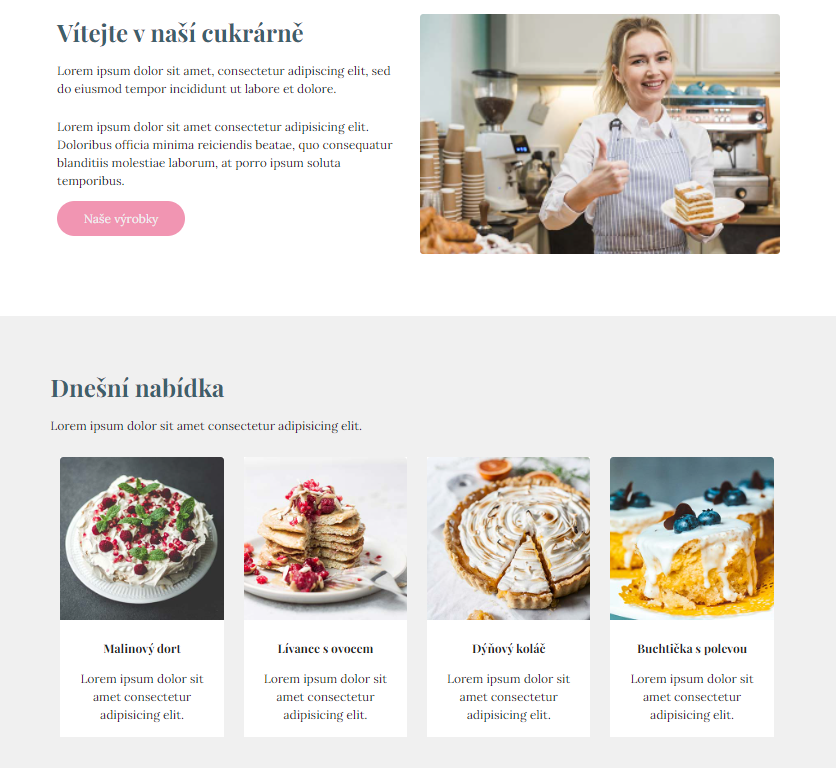 Vítejte v naší cukrárně
Lorem ipsum dolor sit amet, consectetur adipiscing elit, sed
do eiusmod tempor incididunt ut labore et dolore.
Lorem ipsum dolor sit amet consectetur adipisicing elit.
Doloribus officia minima reiciendis beatae, quo consequatur
blanditiis molestiae laborum, at porro ipsum soluta
temporibus.
Naše výrobky
Dnešní nabídka
Lorem ipsum dolor sit amet consectetur adipisicing elit.
Malinový dort
Lorem ipsum dolor sit
amet consectetur
adipisicing elit.
Lívance s ovocem
Lorem ipsum dolor sit
amet consectetur
adipisicing elit.
Dýňový koláč
Lorem ipsum dolor sit
amet consectetur
adipisicing elit.
Buchtička s polevou
Lorem ipsum dolor sit
amet consectetur
adipisicing elit.